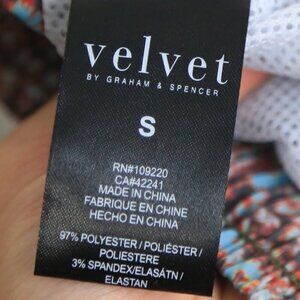 velvet
BY GRAHAM & SPENCER
S
RN#109220
CA#42241
MADE IN CHINA
FABRIQUE EN CHINE
HECHO EN CHINA
97% POLYESTER / POLIÉSTER /
POLIESTERE
3% SPANDEX/ELASÁTN /
ELASTAN